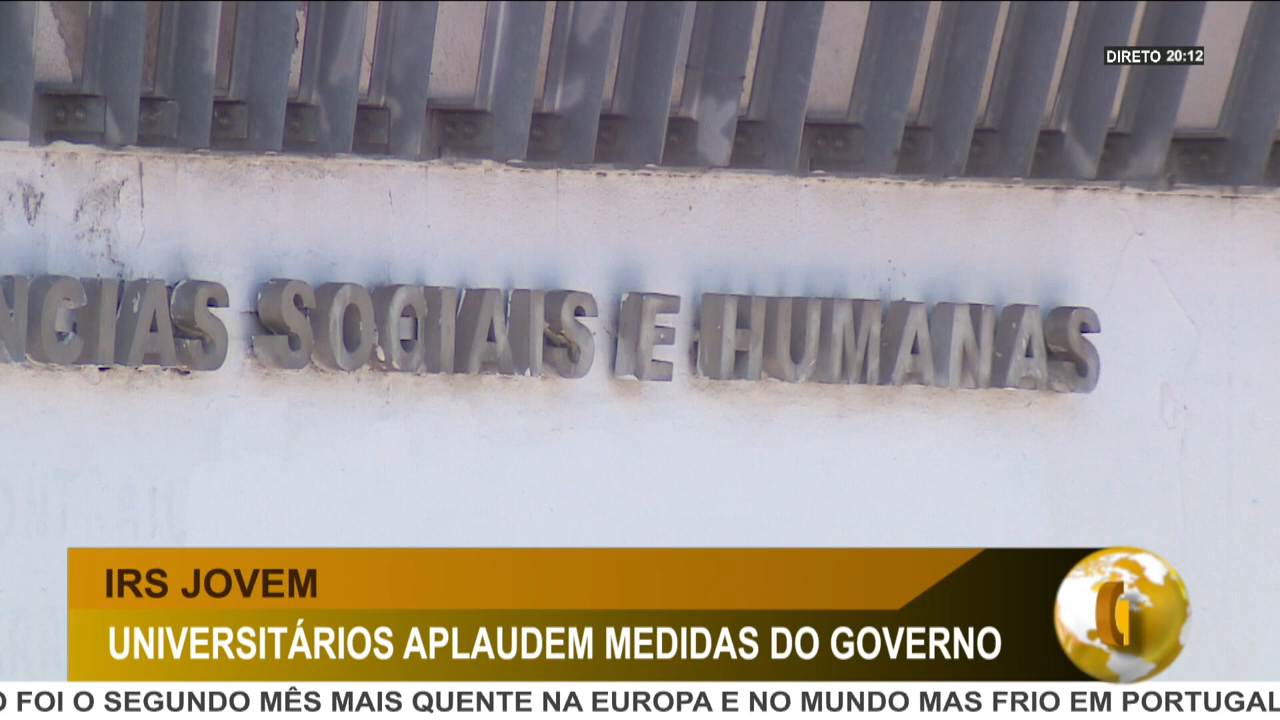 DIRETO 20:12
NCIAS SOCIAIS E HUMANAS
IRS JOVEM
UNIVERSITÁRIOS APLAUDEM MEDIDAS DO GOVERNO
FOI O SEGUNDO MÊS MAIS QUENTE NA EUROPA E NO MUNDO MAS FRIO EM PORTUGAL